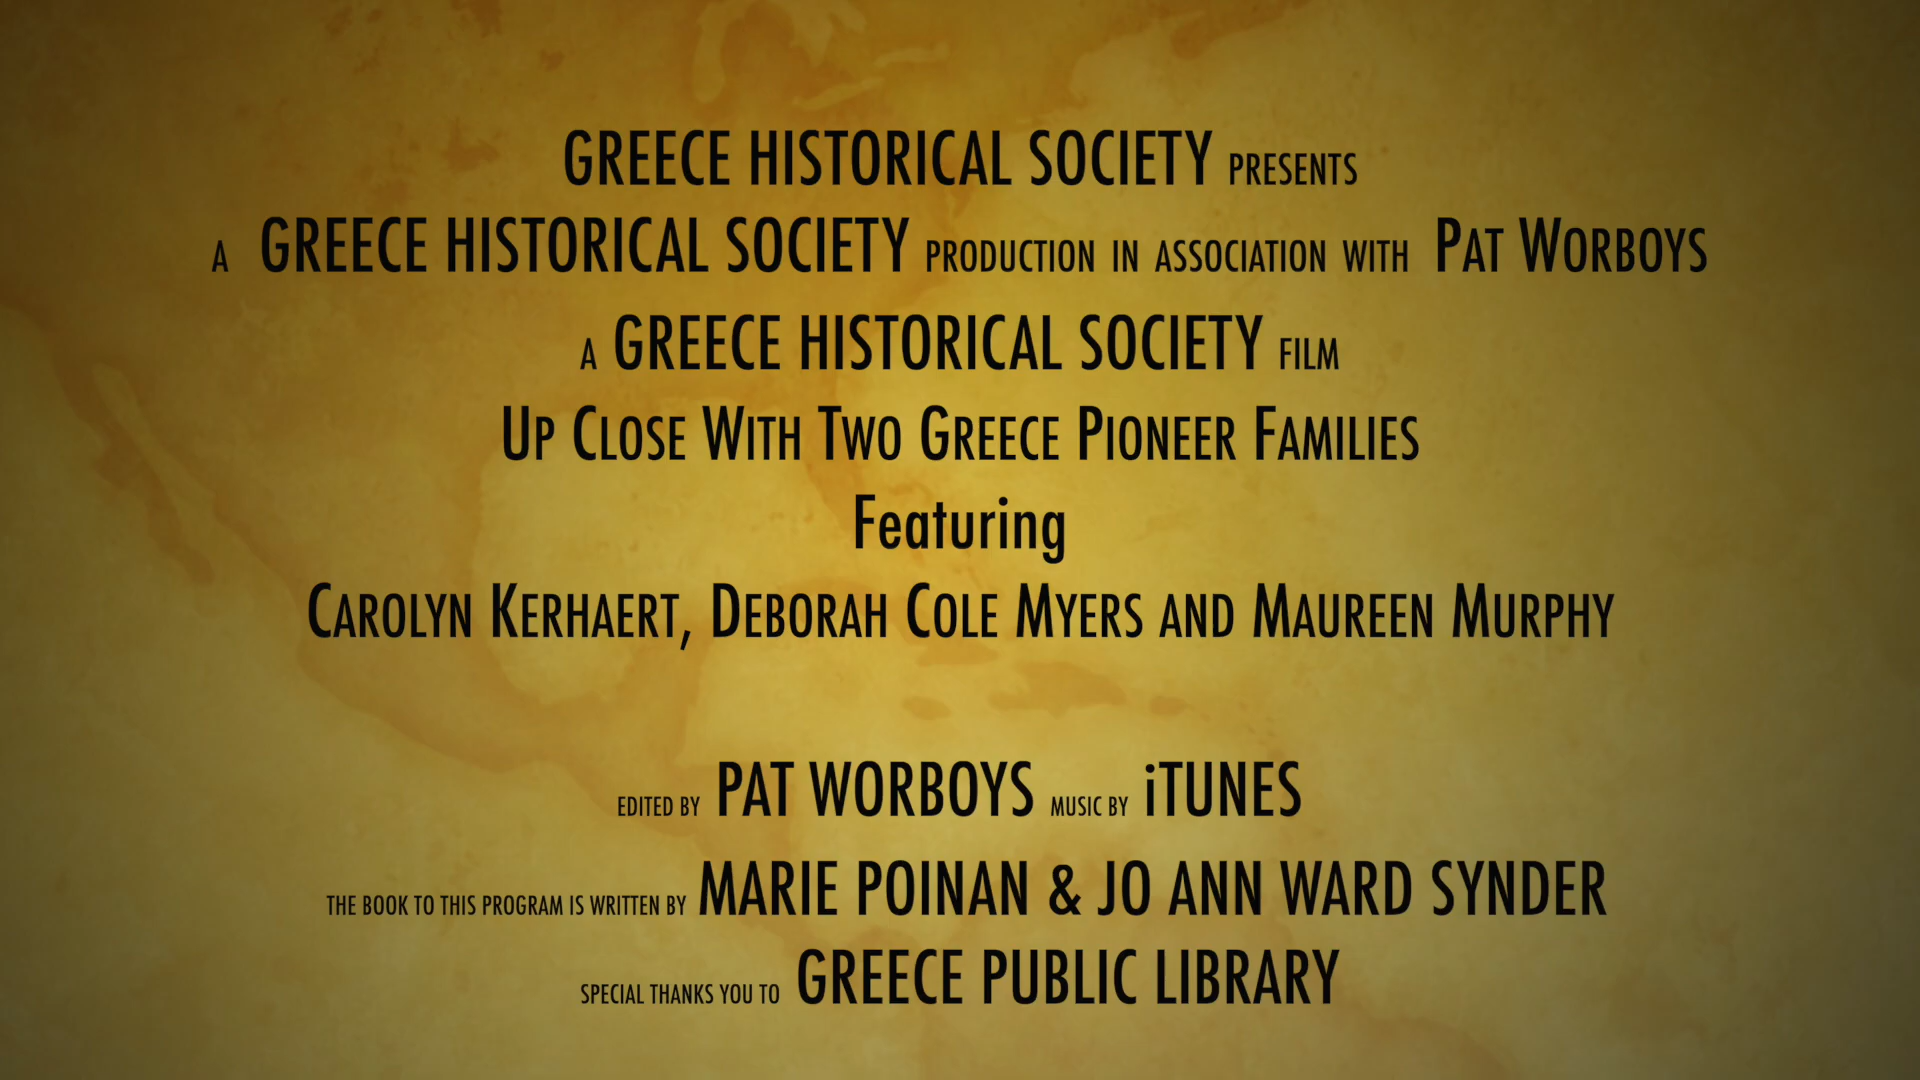 GREECE HISTORICAL SOCIETY PRESENTS
A GREECE HISTORICAL SOCIETY PRODUCTION IN ASSOCIATION WITH PAT WORBOYS
A GREECE HISTORICAL SOCIETY FILM
UP CLOSE WITH TWO GREECE PIONEER FAMILIES
Featuring
CAROLYN KERHAERT, DEBORAH COLE MYERS AND MAUREEN MURPHY
EDITED BY PAT WORBOYS MUSIC BY iTUNES
THE BOOK TO THIS PROGRAM IS WRITTEN BY MARIE POINAN & JO ANN WARD SYNDER
SPECIAL THANKS YOU TO GREECE PUBLIC LIBRARY